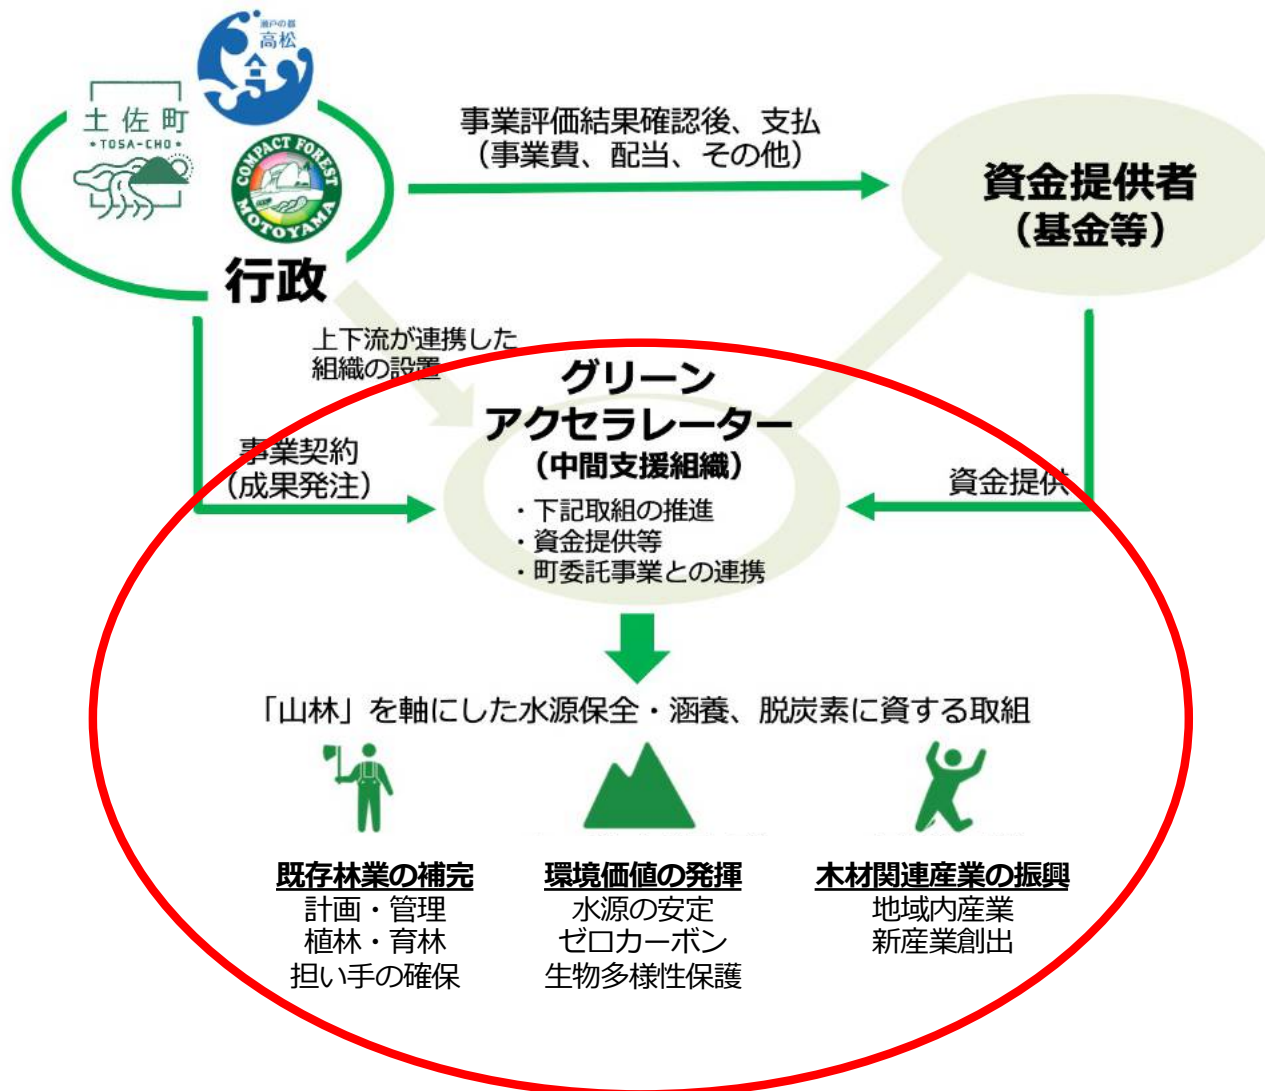 瀬戸の都
高松
土佐町
TOSA-CHO
COMPACT FOREST
MOTOYAMA
行政
事業評価結果確認後、支払
（事業費、配当、その他）
資金提供者
（基金等）
上下流が連携した
組織の設置
グリーン
アクセラレーター
（中間支援組織）
・下記取組の推進
・資金提供等
・町委託事業との連携
事業契約
（成果発注）
資金提供
「山林」を軸にした水源保全・涵養、脱炭素に資する取組
既存林業の補完
計画・管理
植林・育林
担い手の確保
環境価値の発揮
水源の安定
ゼロカーボン
生物多様性保護
木材関連産業の振興
地域内産業
新産業創出